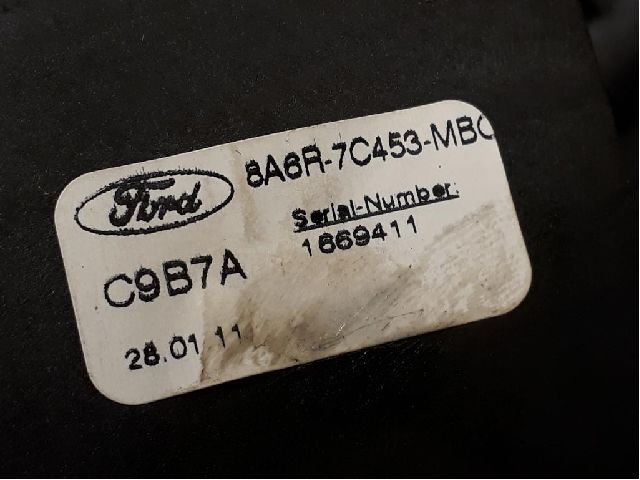 Ford
8A6R-7C453-MBC
Serial-Number:
1669411
C9B7A
28.01.11